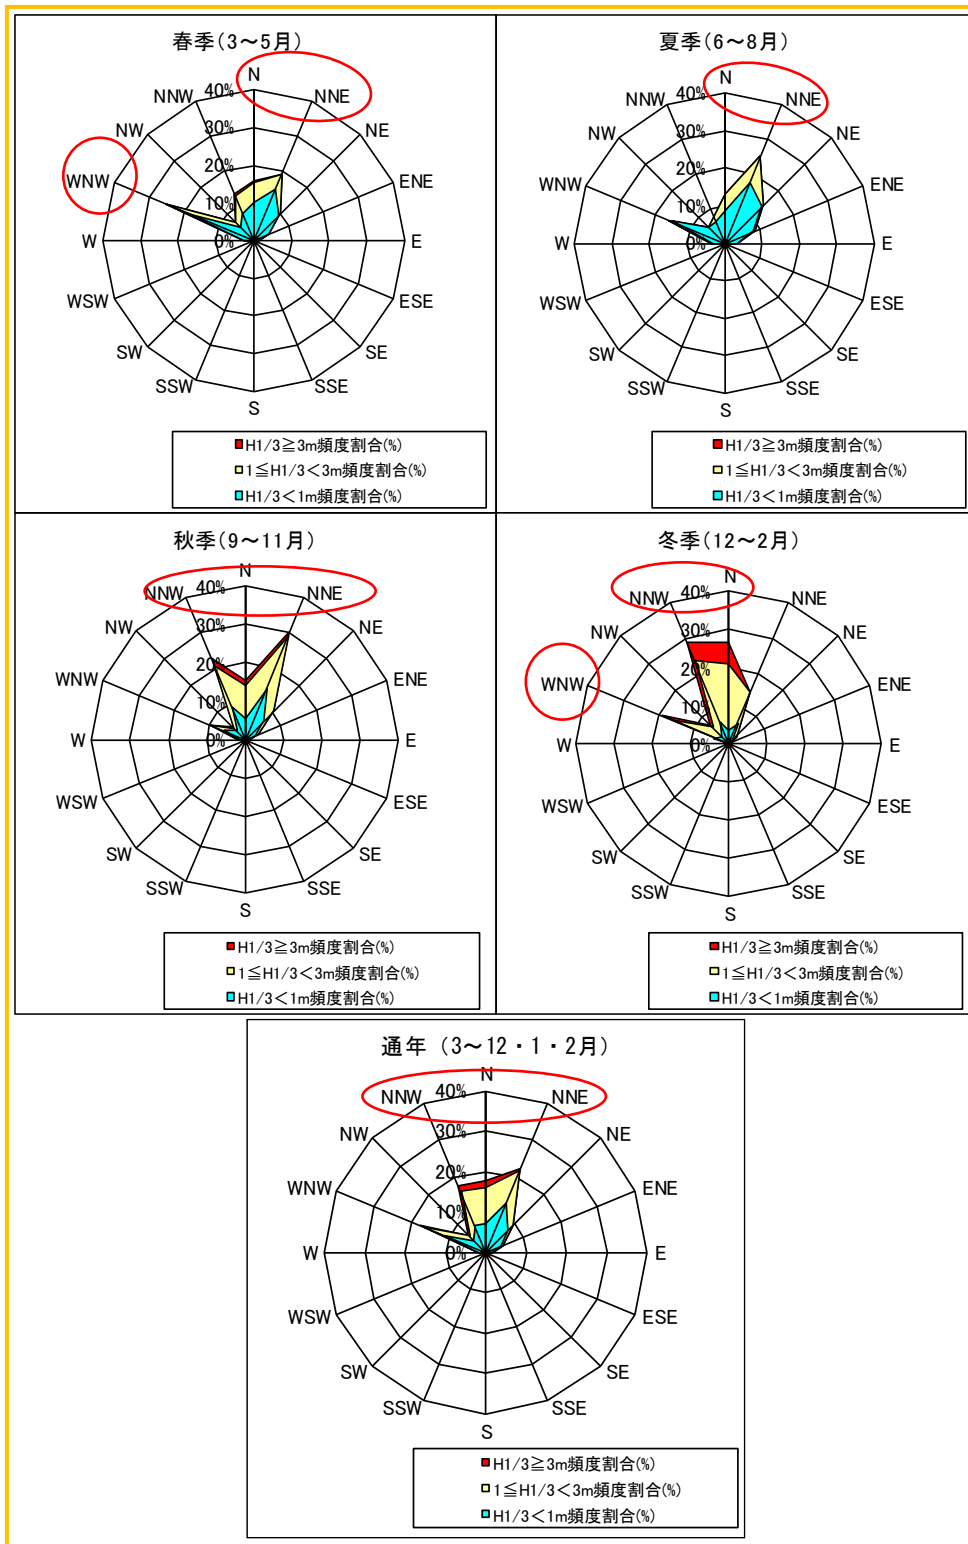 春季(3～5月)
N
NNE
NE
ENE
E
ESE
SE
SSE
S
SSW
SW
WSW
W
WNW
NW
NNW
40%
30%
20%
10%
0%
H1/3≧3m頻度割合(%)
1≦H1/3＜3m頻度割合(%)
H1/3＜1m頻度割合(%)
夏季(6～8月)
N
NNE
NE
ENE
E
ESE
SE
SSE
S
SSW
SW
WSW
W
WNW
NW
NNW
40%
30%
20%
10%
0%
H1/3≧3m頻度割合(%)
1≦H1/3＜3m頻度割合(%)
H1/3＜1m頻度割合(%)
秋季(9～11月)
N
NNE
NE
ENE
E
ESE
SE
SSE
S
SSW
SW
WSW
W
WNW
NW
NNW
40%
30%
20%
10%
0%
H1/3≧3m頻度割合(%)
1≦H1/3＜3m頻度割合(%)
H1/3＜1m頻度割合(%)
冬季(12～2月)
N
NNE
NE
ENE
E
ESE
SE
SSE
S
SSW
SW
WSW
W
WNW
NW
NNW
40%
30%
20%
10%
0%
H1/3≧3m頻度割合(%)
1≦H1/3＜3m頻度割合(%)
H1/3＜1m頻度割合(%)
通年 (3～12・1・2月)
N
NNE
NE
ENE
E
ESE
SE
SSE
S
SSW
SW
WSW
W
WNW
NW
NNW
40%
30%
20%
10%
0%
H1/3≧3m頻度割合(%)
1≦H1/3＜3m頻度割合(%)
H1/3＜1m頻度割合(%)